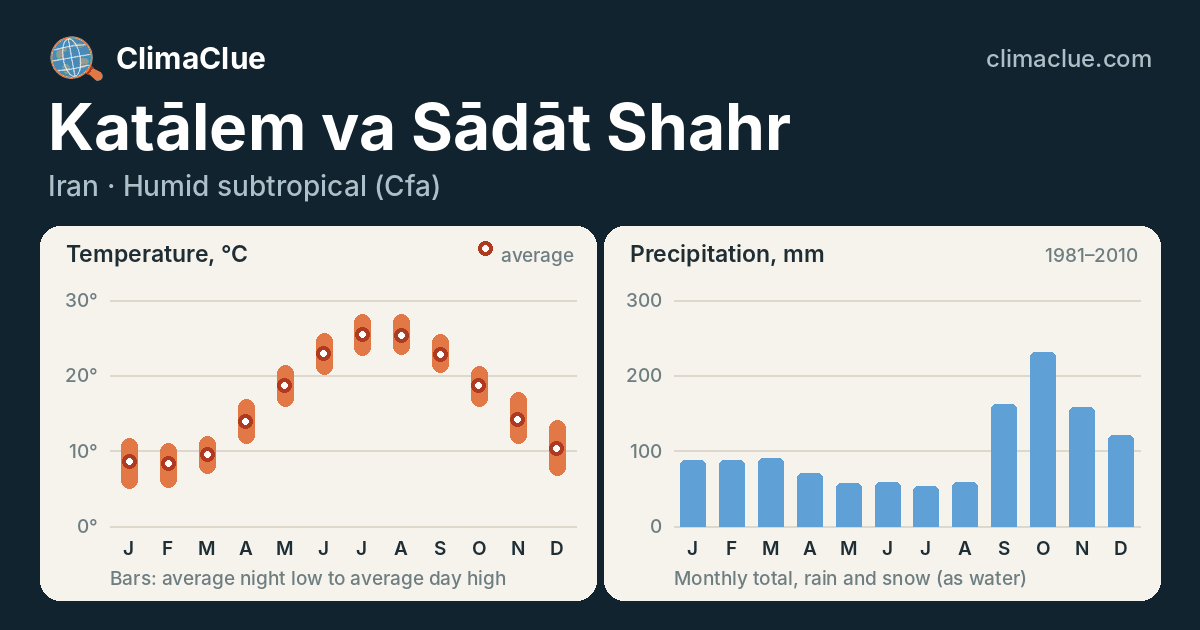 ClimaClue
climaclue.com
Katālem va Sādāt Shahr
Iran · Humid subtropical (Cfa)
Temperature, °C
average
30°
20°
10°
0°
J F M A M J J A S O N D
Bars: average night low to average day high
Precipitation, mm
1981–2010
300
200
100
0
J F M A M J J A S O N D
Monthly total, rain and snow (as water)